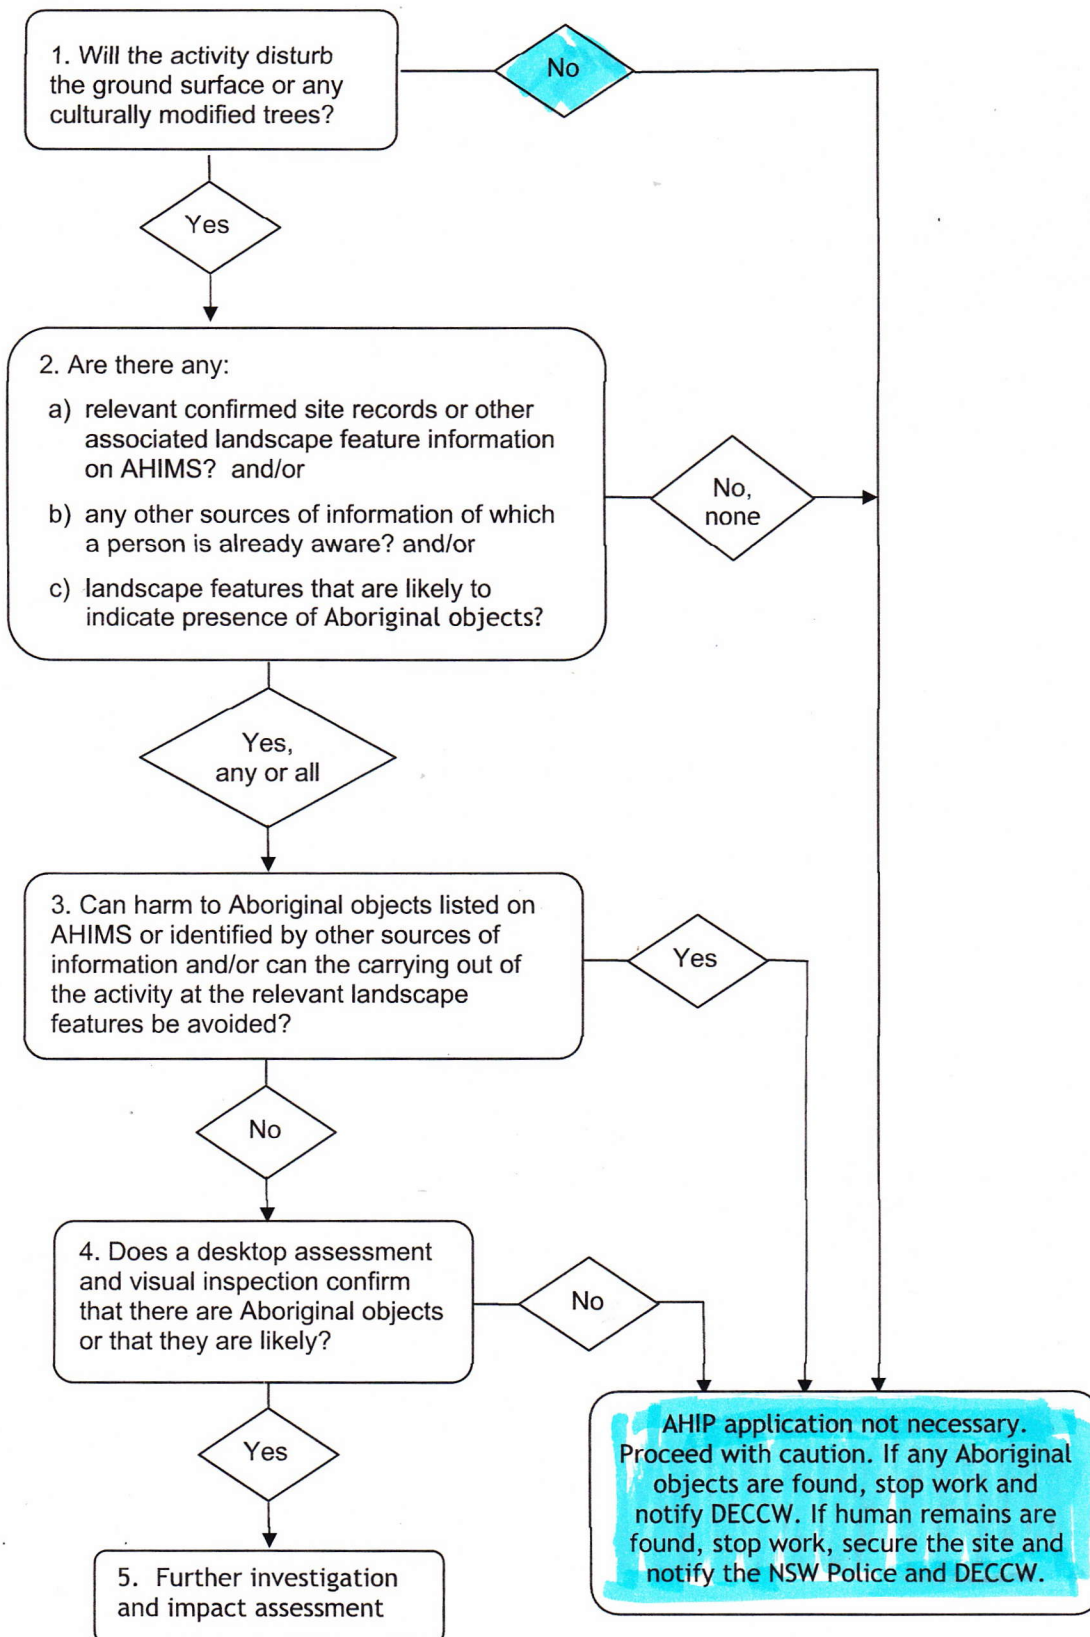 1. Will the activity disturb
the ground surface or any
culturally modified trees?
No
Yes
2. Are there any:
a) relevant confirmed site records or other
associated landscape feature information
on AHIMS? and/or
b) any other sources of information of which
a person is already aware? and/or
c) landscape features that are likely to
indicate presence of Aboriginal objects?
No,
none
Yes,
any or all
3. Can harm to Aboriginal objects listed on
AHIMS or identified by other sources of
information and/or can the carrying out of
the activity at the relevant landscape
features be avoided?
Yes
No
4. Does a desktop assessment
and visual inspection confirm
that there are Aboriginal objects
or that they are likely?
No
Yes
AHIP application not necessary.
Proceed with caution. If any Aboriginal
objects are found, stop work and
notify DECCW. If human remains are
found, stop work, secure the site and
notify the NSW Police and DECCW.
5. Further investigation
and impact assessment